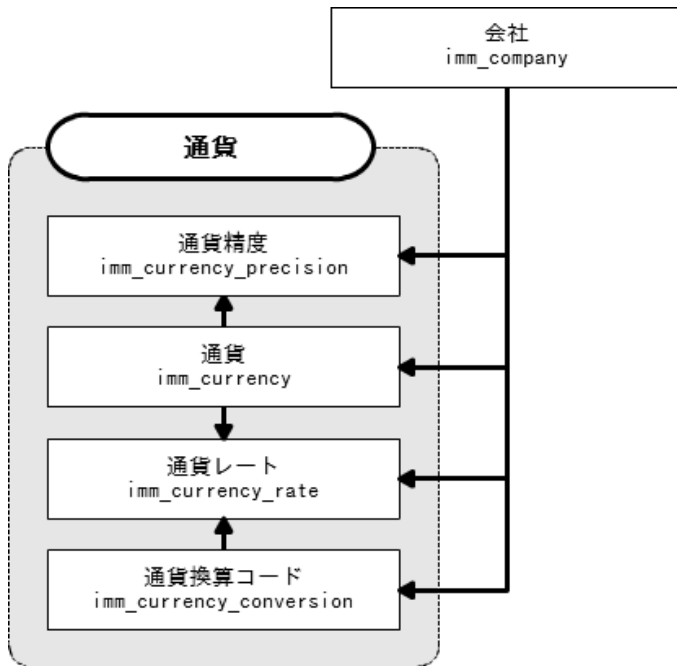 会社
imm_company
通貨
通貨精度
imm_currency_precision
通貨
imm_currency
通貨レート
imm_currency_rate
通貨換算コード
imm_currency_conversion